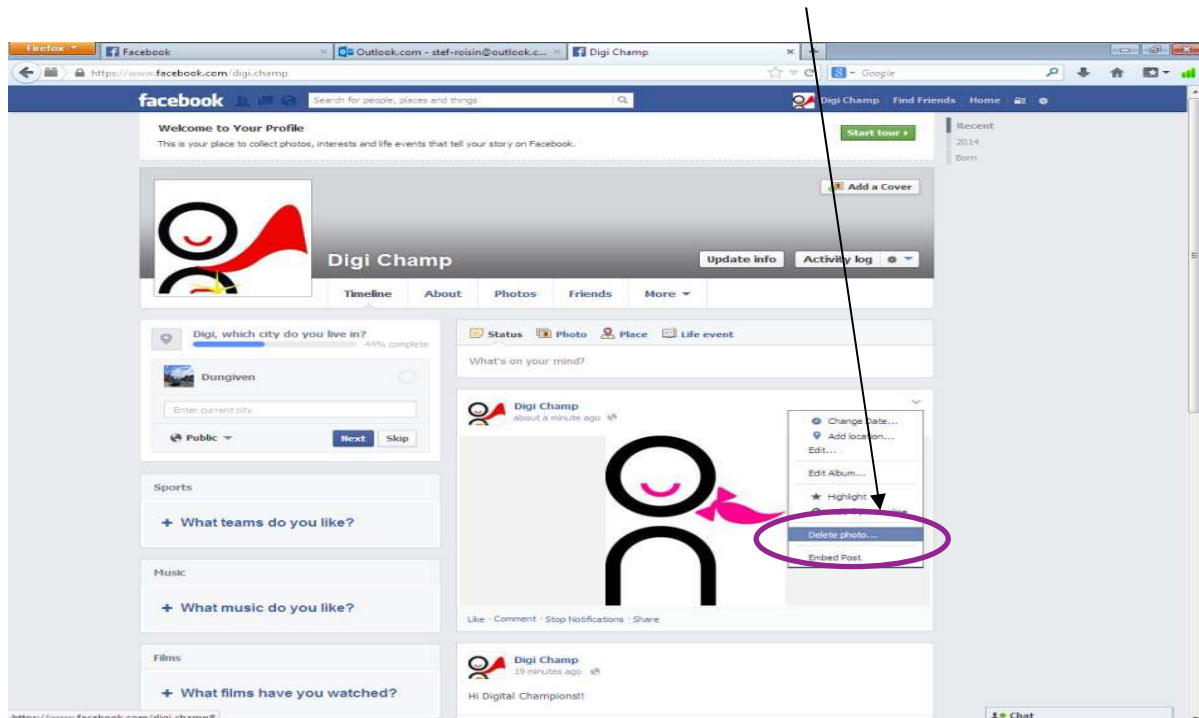 Firefox
Facebook
Outlook.com - stef-roisin@outlook.c...
Digi Champ
https://www.facebook.com/digi.champ
Google
facebook
Search for people, places and things
Digi Champ
Find Friends
Home
Welcome to Your Profile
This is your place to collect photos, interests and life events that tell your story on Facebook.
Start tour
Recent
2014
Born
Add a Cover
Digi Champ
Update info
Activity log
Timeline
About
Photos
Friends
More
Digi, which city do you live in?
44% complete
Dungiven
Enter current city
Public
Next
Skip
Status
Photo
Place
Life event
What's on your mind?
Digi Champ
about a minute ago
Change Date...
Add location...
Edit...
Edit Album...
Highlight
Delete photo...
Embed Post
Like · Comment · Stop Notifications · Share
Sports
+ What teams do you like?
Music
+ What music do you like?
Films
+ What films have you watched?
Digi Champ
19 minutes ago
Hi Digital Champions!!
Chat